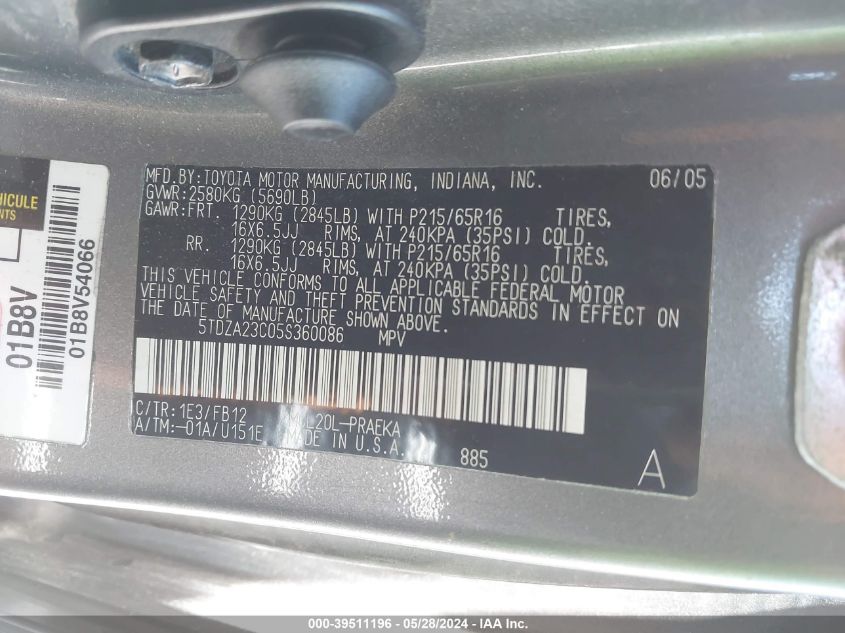 MFD.BY:TOYOTA MOTOR MANUFACTURING, INDIANA, INC. 06/05
GVWR:2580KG (5690LB)
GAWR:FRT. 1290KG (2845LB) WITH P215/65R16 TIRES,
16X6.5JJ RIMS, AT 240KPA (35PSI) COLD.
RR. 1290KG (2845LB) WITH P215/65R16 TIRES,
16X6.5JJ RIMS, AT 240KPA (35PSI) COLD.
THIS VEHICLE CONFORMS TO ALL APPLICABLE FEDERAL MOTOR
VEHICLE SAFETY AND THEFT PREVENTION STANDARDS IN EFFECT ON
THE DATE OF MANUFACTURE SHOWN ABOVE.
5TDZA23C05S360086 MPV
C/TR:1E3/FB12 L20L-PRAEKA
A/TM:-01A/U151E MADE IN U.S.A.
885
A
VEHICULE
01B8V
01B8V54066
000-39511196 - 05/28/2024 - IAA Inc.